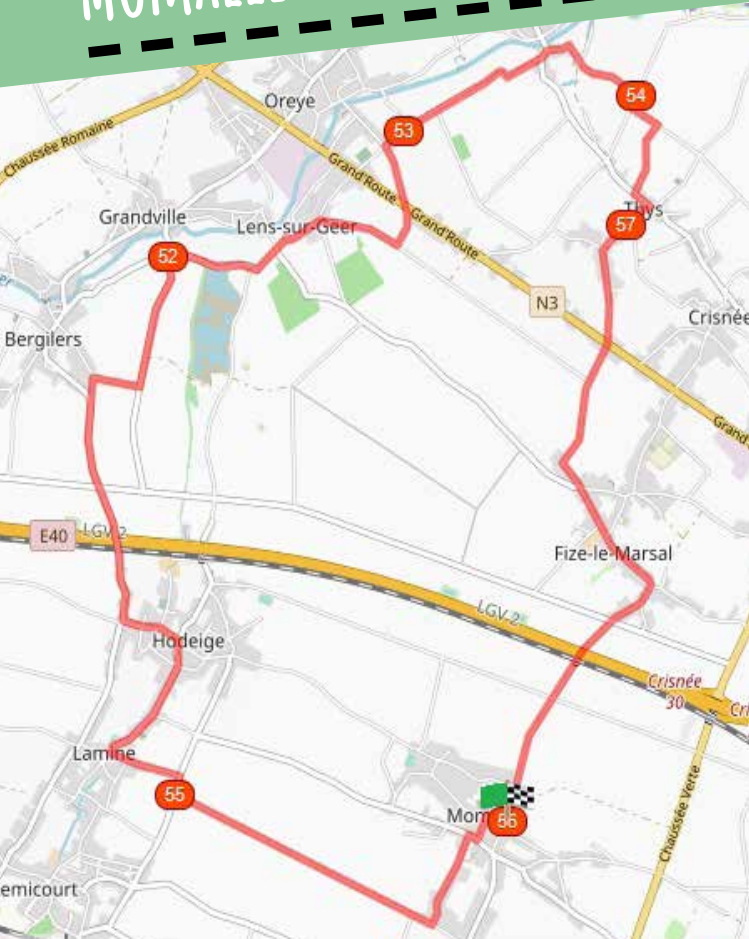 Oreye
54
53
Chaussée Romaine
Grand Route
Grandville
Lens-sur-Geer
Grand Route
Thys
57
52
N3
Bergilers
Crisnée
E40
LGV 2
Fize-le-Marsal
LGV 2
Hodeige
Crisnée
30
Lamine
55
56
Chaussée Verte